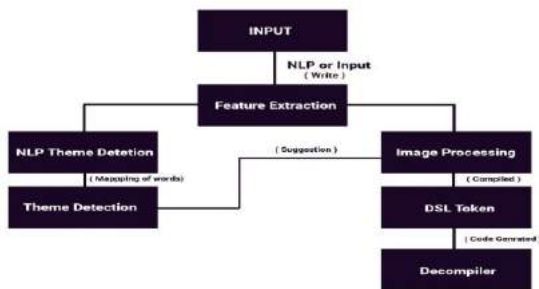 INPUT
NLP or Input
( Write )
Feature Extraction
NLP Theme Detetion
( Suggestion )
Image Processing
( Mappping of words)
( Compiled )
Theme Detection
DSL Token
( Code Genrated )
Decompiler